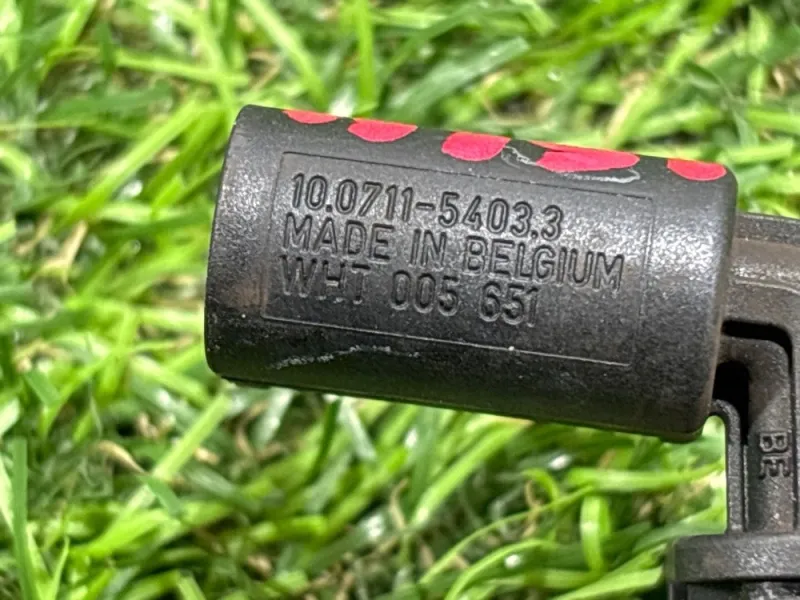 10.0711-5403.3
MADE IN BELGIUM
WHT 005 651
BE